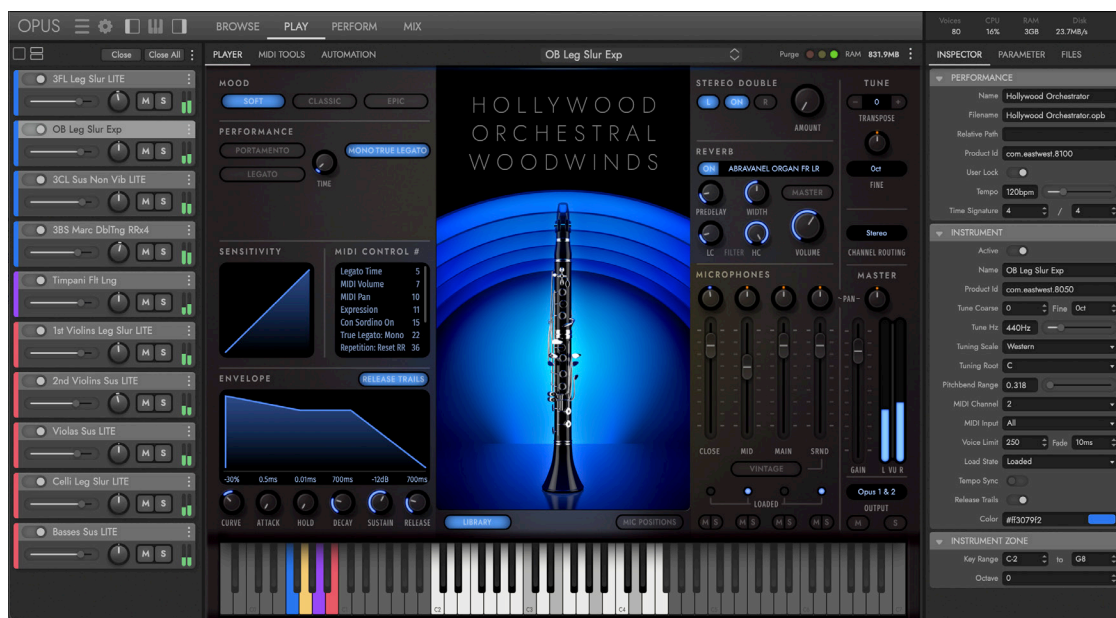 OPUS
BROWSE PLAY PERFORM MIX
Voices CPU RAM Disk
80 16% 3GB 23.7MB/s
Close Close All
PLAYER MIDI TOOLS AUTOMATION
OB Leg Slur Exp
Purge RAM 831.9MB
INSPECTOR PARAMETER FILES
3FL Leg Slur LITE
M S
OB Leg Slur Exp
M S
3CL Sus Non Vib LITE
M S
3BS Marc DblTng RRx4
M S
Timpani Flt Lng
M S
1st Violins Leg Slur LITE
M S
2nd Violins Sus LITE
M S
Violas Sus LITE
M S
Celli Leg Slur LITE
M S
Basses Sus LITE
M S
MOOD
SOFT CLASSIC EPIC
PERFORMANCE
PORTAMENTO MONO TRUE LEGATO
LEGATO
TIME
SENSITIVITY
MIDI CONTROL #
Legato Time 5
MIDI Volume 7
MIDI Pan 10
Expression 11
Con Sordino On 15
True Legato: Mono 22
Repetition: Reset RR 36
ENVELOPE
RELEASE TRAILS
-30% 0.5ms 0.01ms 700ms -12dB 700ms
CURVE ATTACK HOLD DECAY SUSTAIN RELEASE
HOLLYWOOD
ORCHESTRAL
WOODWINDS
LIBRARY MIC POSITIONS
STEREO DOUBLE
L ON R
AMOUNT
REVERB
ON ABRAVANEL ORGAN FR LR
MASTER
PREDELAY WIDTH
LC FILTER HC VOLUME
MICROPHONES
CLOSE MID MAIN SRND
VINTAGE
LOADED
M S M S M S M S
TUNE
- 0 +
TRANSPOSE
0ct
FINE
Stereo
CHANNEL ROUTING
MASTER
~PAN~
GAIN L VU R
Opus 1 & 2
OUTPUT
M S
C2 C3 C4
PERFORMANCE
Name Hollywood Orchestrator
Filename Hollywood Orchestrator.opb
Relative Path
Product Id com.eastwest.8100
User Lock
Tempo 120bpm
Time Signature 4 / 4
INSTRUMENT
Active
Name OB Leg Slur Exp
Product Id com.eastwest.8050
Tune Coarse 0 Fine 0ct
Tune Hz 440Hz
Tuning Scale Western
Tuning Root C
Pitchbend Range 0.318
MIDI Channel 2
MIDI Input All
Voice Limit 250 Fade 10ms
Load State Loaded
Tempo Sync
Release Trails
Color #ff3079f2
INSTRUMENT ZONE
Key Range C-2 to G8
Octave 0